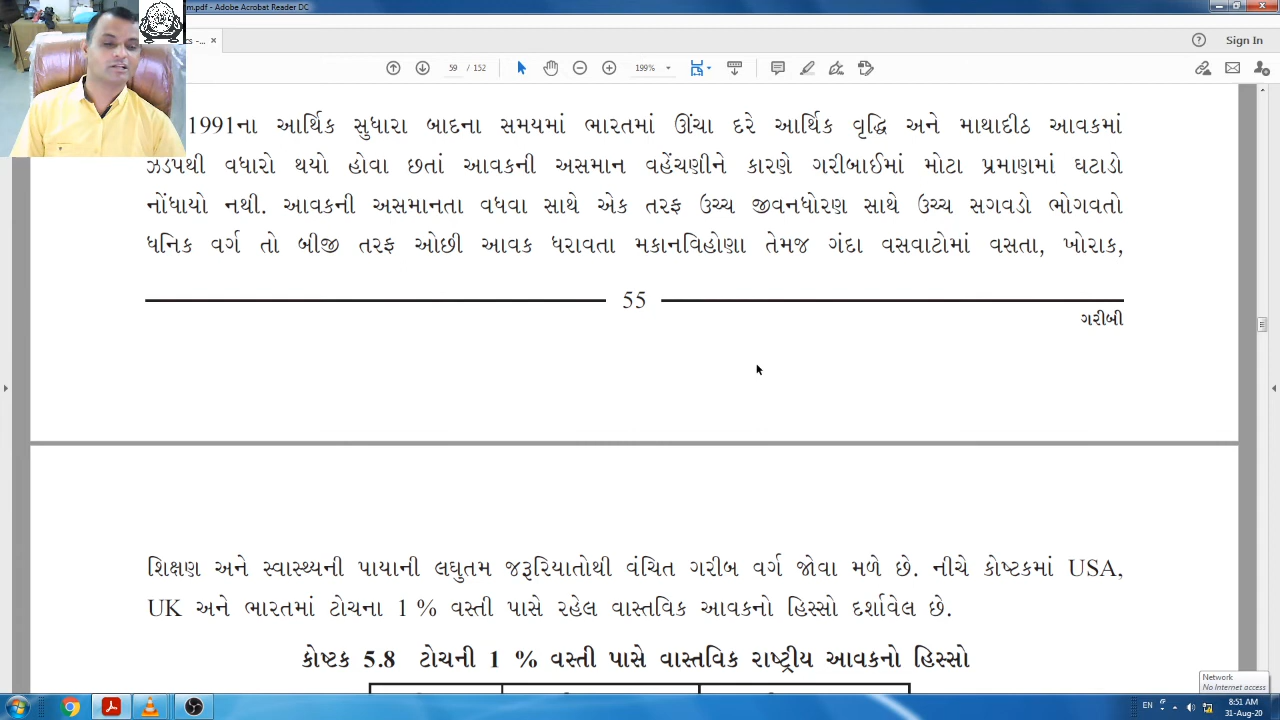 m.pdf - Adobe Acrobat Reader DC
cs -...
Sign In
59 / 152
199%
1991ના આર્થિક સુધારા બાદના સમયમાં ભારતમાં ઊંચા દરે આર્થિક વૃદ્ધિ અને માથાદીઠ આવકમાં
ઝડપથી વધારો થયો હોવા છતાં આવકની અસમાન વહેંચણીને કારણે ગરીબાઈમાં મોટા પ્રમાણમાં ઘટાડો
નોંધાયો નથી. આવકની અસમાનતા વધવા સાથે એક તરફ ઉચ્ચ જીવનધોરણ સાથે ઉચ્ચ સગવડો ભોગવતો
ધનિક વર્ગ તો બીજી તરફ ઓછી આવક ધરાવતા મકાનવિહોણા તેમજ ગંદા વસવાટોમાં વસતા, ખોરાક,
55
ગરીબી
શિક્ષણ અને સ્વાસ્થ્યની પાયાની લઘુતમ જરૂરિયાતોથી વંચિત ગરીબ વર્ગ જોવા મળે છે. નીચે કોષ્ટકમાં USA,
UK અને ભારતમાં ટોચના 1 % વસ્તી પાસે રહેલ વાસ્તવિક આવકનો હિસ્સો દર્શાવેલ છે.
કોષ્ટક 5.8 ટોચની 1 % વસ્તી પાસે વાસ્તવિક રાષ્ટ્રીય આવકનો હિસ્સો
Network
No Internet access
EN
8:51 AM
31-Aug-20